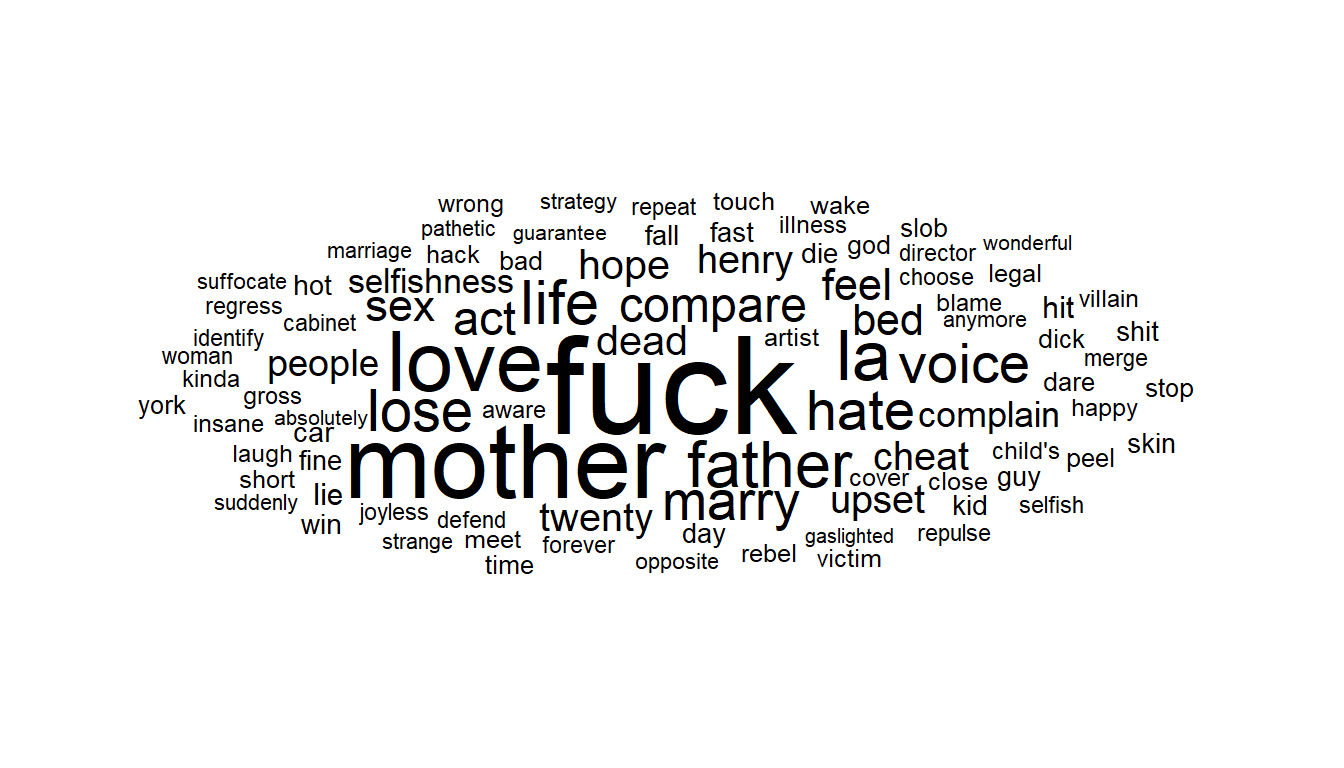 wrong strategy repeat touch wake
pathetic guarantee fall fast illness slob
marriage hack bad hope henry die god director wonderful
suffocate hot selfishness life compare feel choose legal
regress sex act bed blame hit villain
cabinet anymore
identify dead artist dick shit
woman people love fuck la voice merge
kinda dare
york gross lose aware hate complain happy stop
insane absolutely
car mother father cheat child's peel skin
laugh fine
short lie marry cover close guy
suddenly joyless defend twenty upset kid selfish
win strange meet forever day gaslighted repulse
time opposite rebel victim